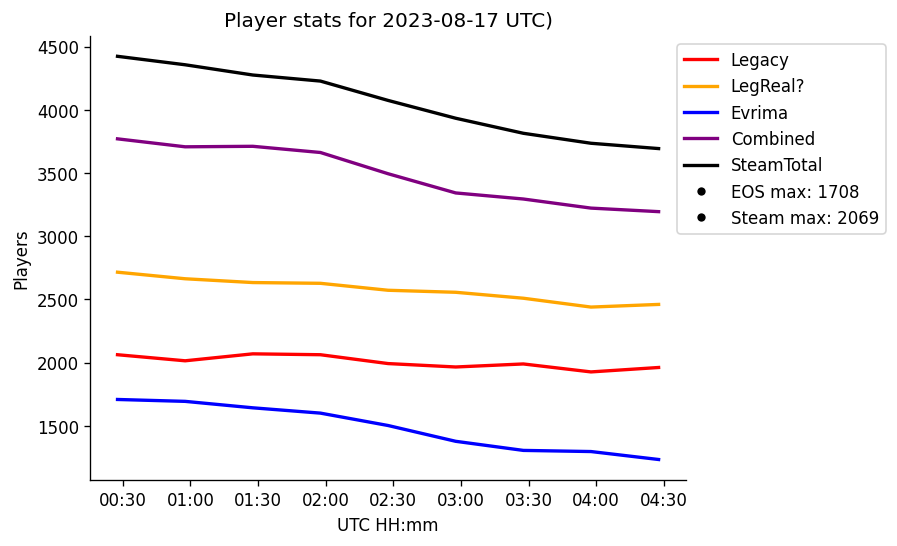 Player stats for 2023-08-17 UTC)
4500
4000
3500
3000
2500
2000
1500
Players
00:30 01:00 01:30 02:00 02:30 03:00 03:30 04:00 04:30
UTC HH:mm
Legacy
LegReal?
Evrima
Combined
SteamTotal
EOS max: 1708
Steam max: 2069